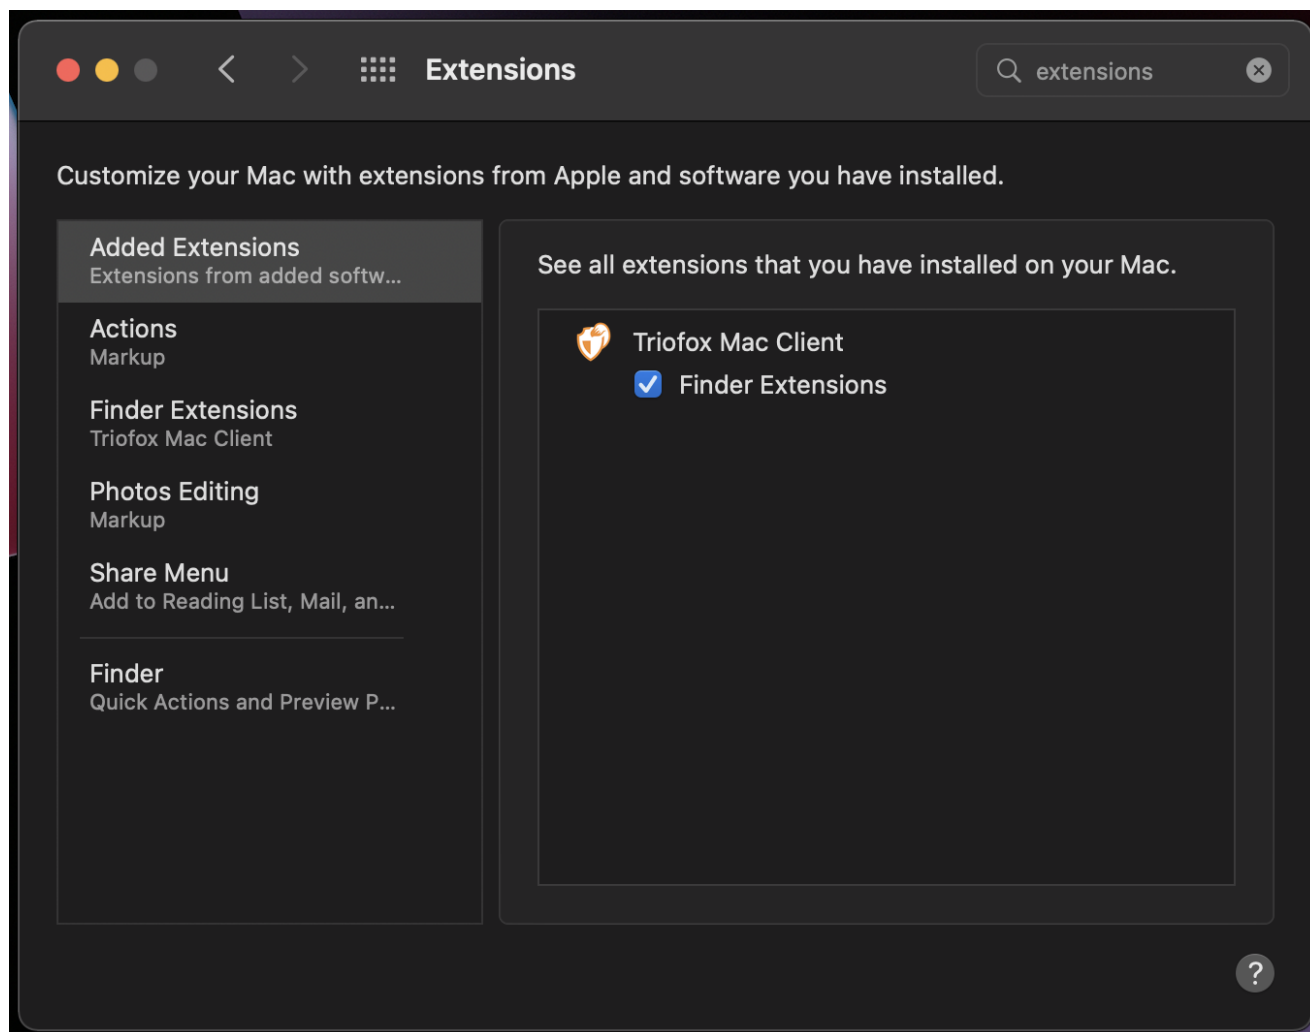 Extensions
extensions
Customize your Mac with extensions from Apple and software you have installed.
Added Extensions
Extensions from added softw...
Actions
Markup
Finder Extensions
Triofox Mac Client
Photos Editing
Markup
Share Menu
Add to Reading List, Mail, an...
Finder
Quick Actions and Preview P...
See all extensions that you have installed on your Mac.
Triofox Mac Client
Finder Extensions
?